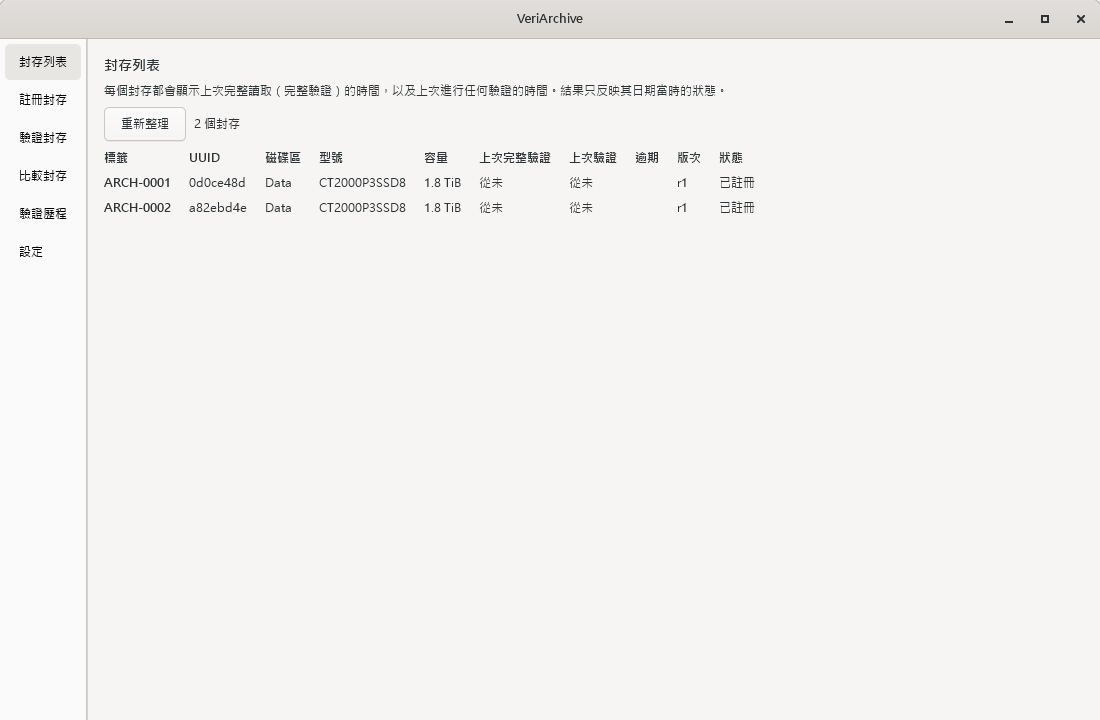 VeriArchive
封存列表
註冊封存
驗證封存
比較封存
驗證歷程
設定
封存列表
每個封存都會顯示上次完整讀取（完整驗證）的時間，以及上次進行任何驗證的時間。結果只反映其日期當時的狀態。
重新整理 2 個封存
標籤 UUID 磁碟區 型號 容量 上次完整驗證 上次驗證 逾期 版次 狀態
ARCH-0001 0d0ce48d Data CT2000P3SSD8 1.8 TiB 從未 從未 r1 已註冊
ARCH-0002 a82ebd4e Data CT2000P3SSD8 1.8 TiB 從未 從未 r1 已註冊